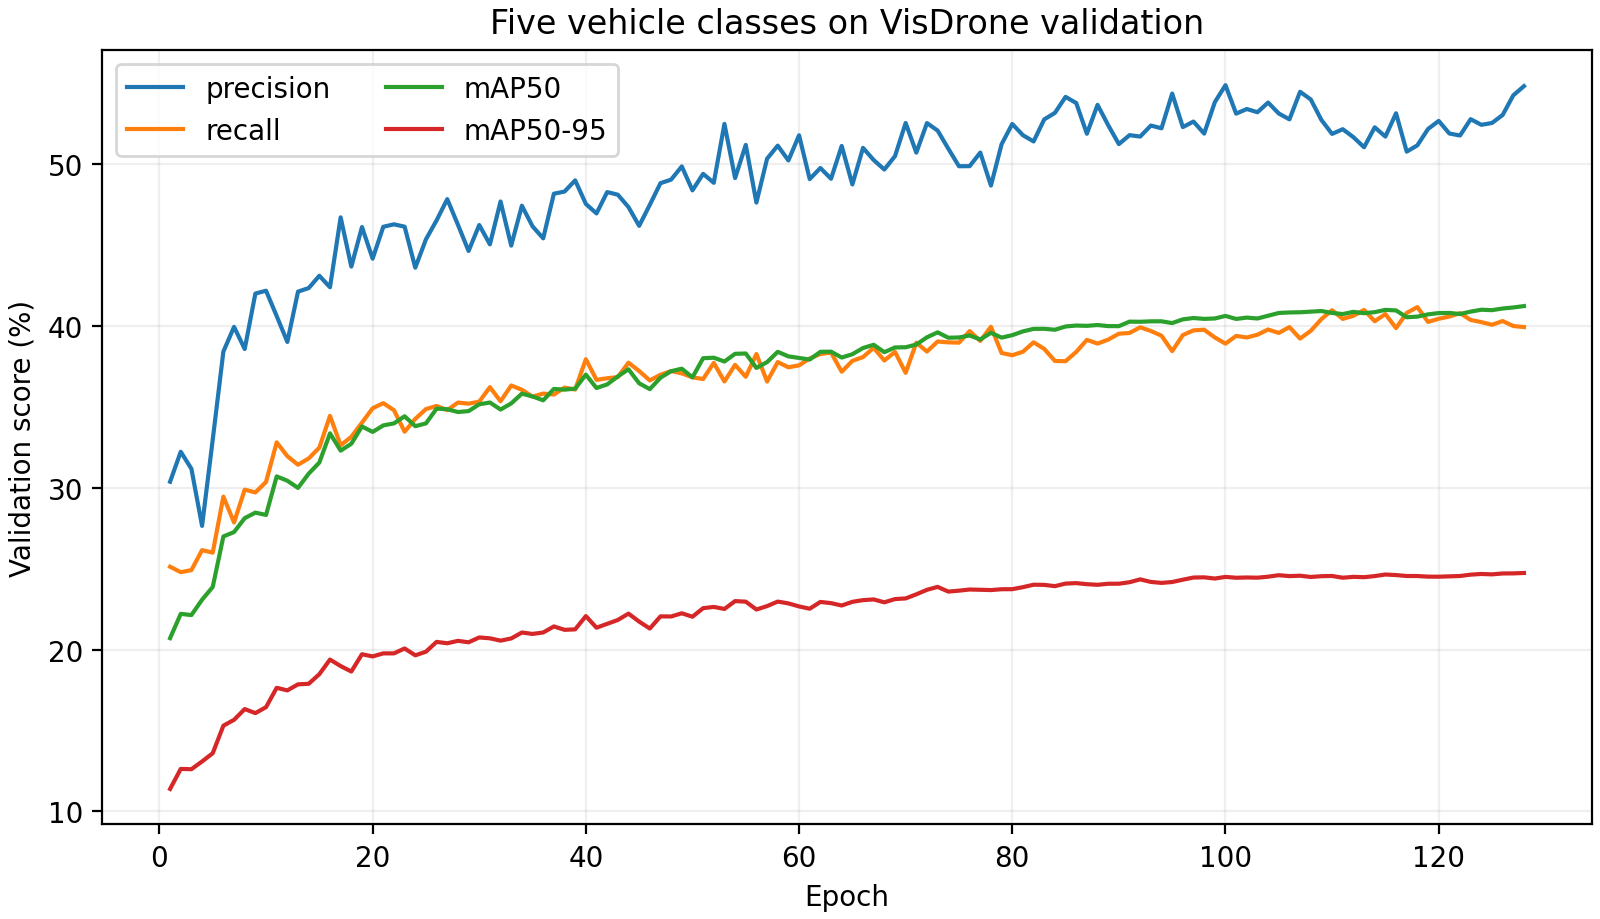 Five vehicle classes on VisDrone validation
precision
recall
mAP50
mAP50-95
Validation score (%)
50
40
30
20
10
0
20
40
60
80
100
120
Epoch